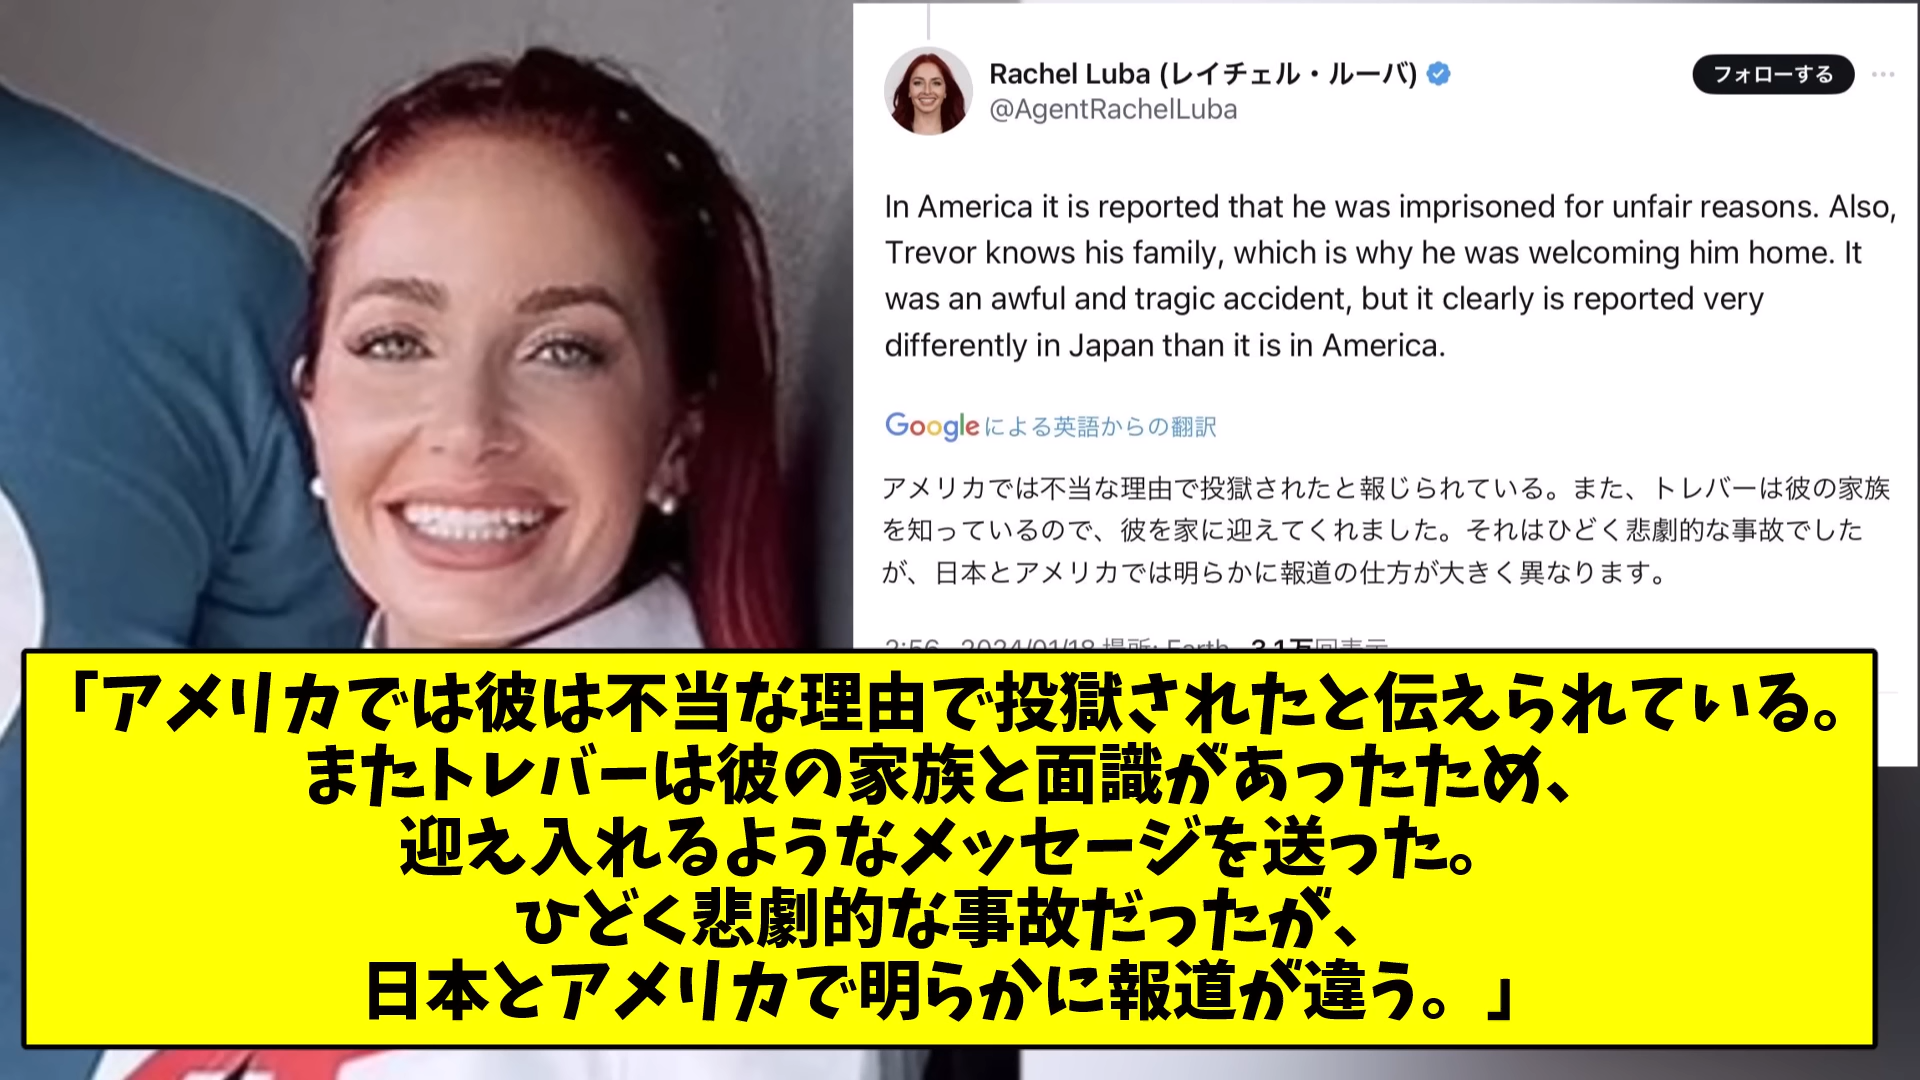 Rachel Luba (レイチェル・ルーバ)
フォローする
@AgentRachelLuba
In America it is reported that he was imprisoned for unfair reasons. Also,
Trevor knows his family, which is why he was welcoming him home. It
was an awful and tragic accident, but it clearly is reported very
differently in Japan than it is in America.
Googleによる英語からの翻訳
アメリカでは不当な理由で投獄されたと報じられている。また、トレバーは彼の家族
を知っているので、彼を家に迎えてくれました。それはひどく悲劇的な事故でした
が、日本とアメリカでは明らかに報道の仕方が大きく異なります。
2:56 2024/01/18 場所: Earth 3.1万回表示
「アメリカでは彼は不当な理由で投獄されたと伝えられている。
またトレバーは彼の家族と面識があったため、
迎え入れるようなメッセージを送った。
ひどく悲劇的な事故だったが、
日本とアメリカで明らかに報道が違う。」